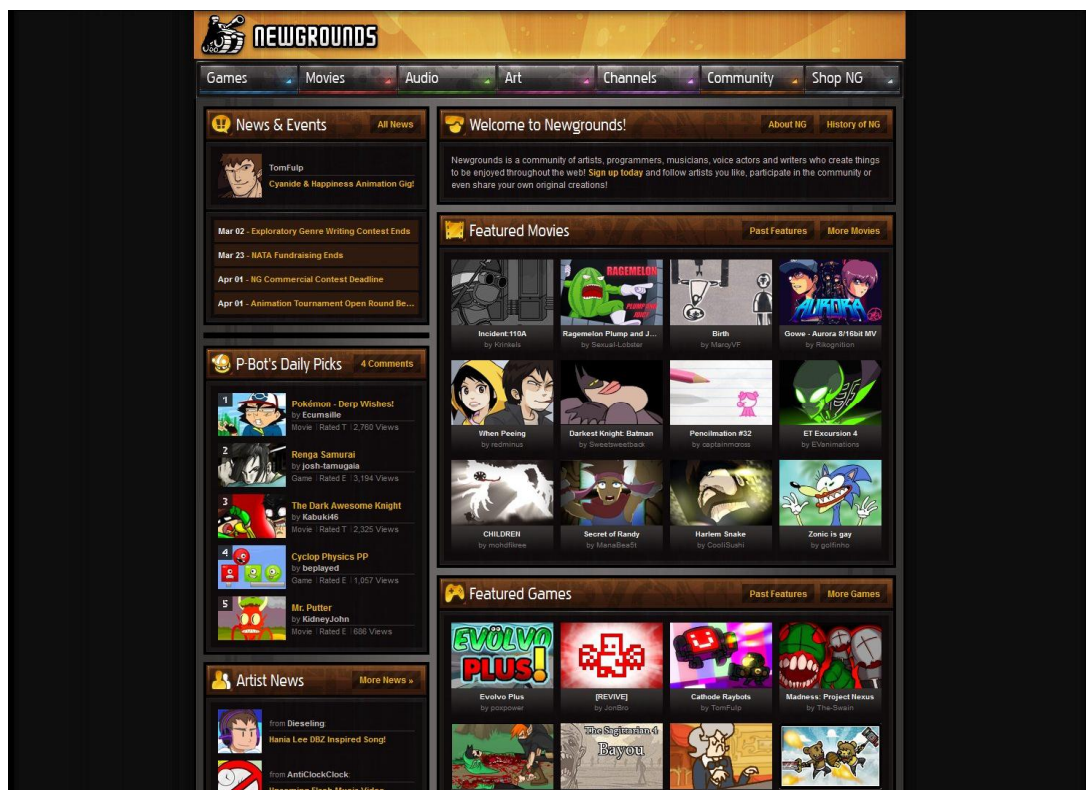 NEWGROUNDS
Games Movies Audio Art Channels Community Shop NG
News & Events All News
TomFulp
Cyanide & Happiness Animation Gig!
Mar 02 - Exploratory Genre Writing Contest Ends
Mar 23 - NATA Fundraising Ends
Apr 01 - NG Commercial Contest Deadline
Apr 01 - Animation Tournament Open Round Be...
P-Bot's Daily Picks 4 Comments
1
Pokémon - Derp Wishes!
by Ecumsille
Movie | Rated T | 2,760 Views
2
Renga Samurai
by josh-tamugaia
Game | Rated E | 3,194 Views
3
The Dark Awesome Knight
by Kabuki46
Movie | Rated T | 2,325 Views
4
Cyclop Physics PP
by beplayed
Game | Rated E | 1,057 Views
5
Mr. Putter
by KidneyJohn
Movie | Rated E | 686 Views
Artist News More News »
from Dieseling:
Hania Lee DBZ Inspired Song!
from AntiClockClock:
Upcoming Flash Music Video
Welcome to Newgrounds! About NG History of NG
Newgrounds is a community of artists, programmers, musicians, voice actors and writers who create things
to be enjoyed throughout the web! Sign up today and follow artists you like, participate in the community or
even share your own original creations!
Featured Movies Past Features More Movies
RAGEMELON
PLUMP AND
JUICY
AURORA
Incident:110A Ragemelon Plump and J... Birth Gowe - Aurora 8/16bit MV
by Krinkels by Sexual-Lobster by MarqyVF by Rikognition
When Peeing Darkest Knight: Batman Pencilmation #32 ET Excursion 4
by redminus by Sweetsweetback by captainmcross by EVanimations
CHILDREN Secret of Randy Harlem Snake Zonic is gay
by mohdfikree by ManaBeaSt by CooliSushi by golfinho
Featured Games Past Features More Games
EVOLVO
PLUS!
Evolvo Plus [REVIVE] Cathode Raybots Madness: Project Nexus
by poxpower by JonBro by TomFulp by The-Swain
The Sagittarian 4
Bayou